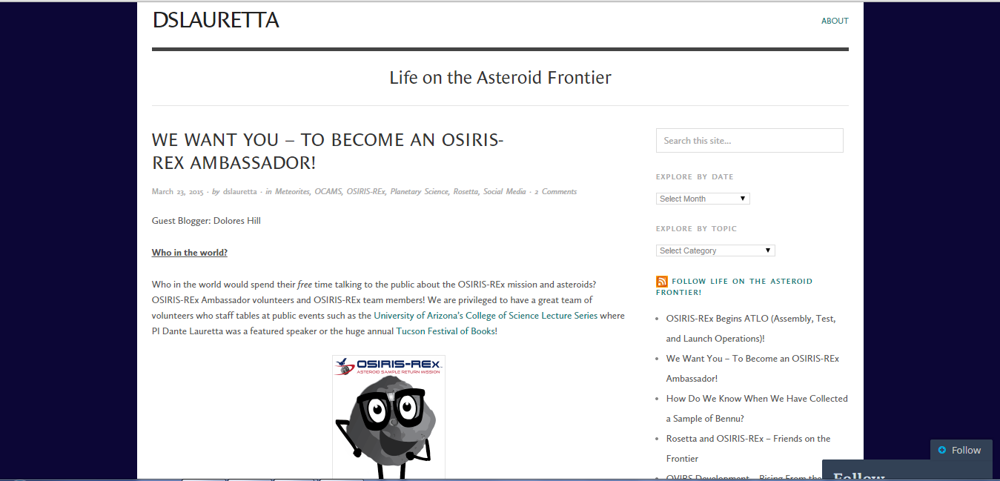 DSLAURETTA
ABOUT
Life on the Asteroid Frontier
WE WANT YOU – TO BECOME AN OSIRIS-
REX AMBASSADOR!
March 23, 2015 · by dslauretta · in Meteorites, OCAMS, OSIRIS-REx, Planetary Science, Rosetta, Social Media · 2 Comments
Guest Blogger: Dolores Hill
Who in the world?
Who in the world would spend their free time talking to the public about the OSIRIS-REx mission and asteroids?
OSIRIS-REx Ambassador volunteers and OSIRIS-REx team members! We are privileged to have a great team of
volunteers who staff tables at public events such as the University of Arizona's College of Science Lecture Series where
PI Dante Lauretta was a featured speaker or the huge annual Tucson Festival of Books!
OSIRIS-REX™
ASTEROID SAMPLE RETURN MISSION
Search this site...
EXPLORE BY DATE
Select Month
EXPLORE BY TOPIC
Select Category
FOLLOW LIFE ON THE ASTEROID
FRONTIER!
OSIRIS-REx Begins ATLO (Assembly, Test,
and Launch Operations)!
We Want You – To Become an OSIRIS-REx
Ambassador!
How Do We Know When We Have Collected
a Sample of Bennu?
Rosetta and OSIRIS-REx – Friends on the
Frontier
OVIRS Development – Rising From the
Follow
Follow